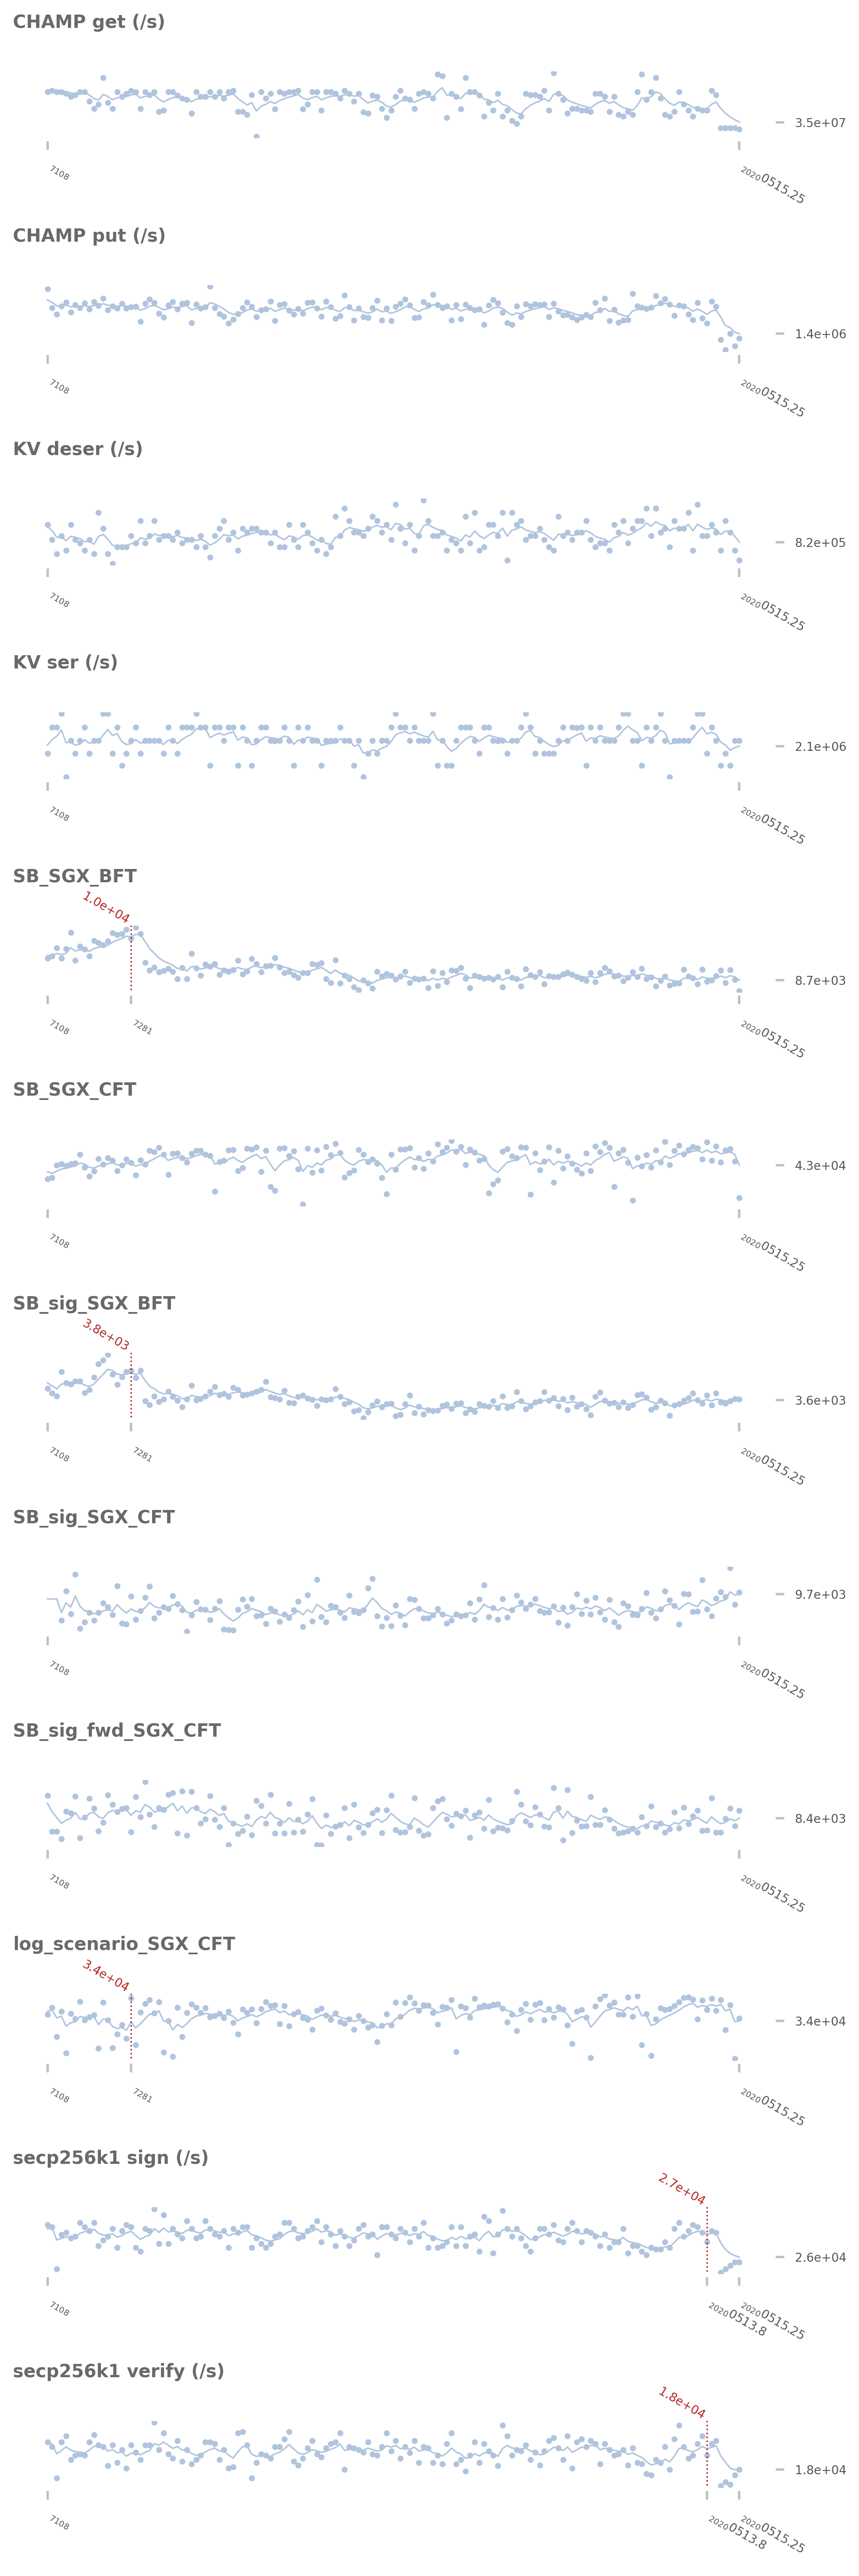 CHAMP get (/s)
3.5e+07
7108
20200515.25
CHAMP put (/s)
1.4e+06
7108
20200515.25
KV deser (/s)
8.2e+05
7108
20200515.25
KV ser (/s)
2.1e+06
7108
20200515.25
SB_SGX_BFT
1.0e+04
8.7e+03
7108
7281
20200515.25
SB_SGX_CFT
4.3e+04
7108
20200515.25
SB_sig_SGX_BFT
3.8e+03
3.6e+03
7108
7281
20200515.25
SB_sig_SGX_CFT
9.7e+03
7108
20200515.25
SB_sig_fwd_SGX_CFT
8.4e+03
7108
20200515.25
log_scenario_SGX_CFT
3.4e+04
3.4e+04
7108
7281
20200515.25
secp256k1 sign (/s)
2.7e+04
2.6e+04
7108
20200513.8
20200515.25
secp256k1 verify (/s)
1.8e+04
1.8e+04
7108
20200513.8
20200515.25